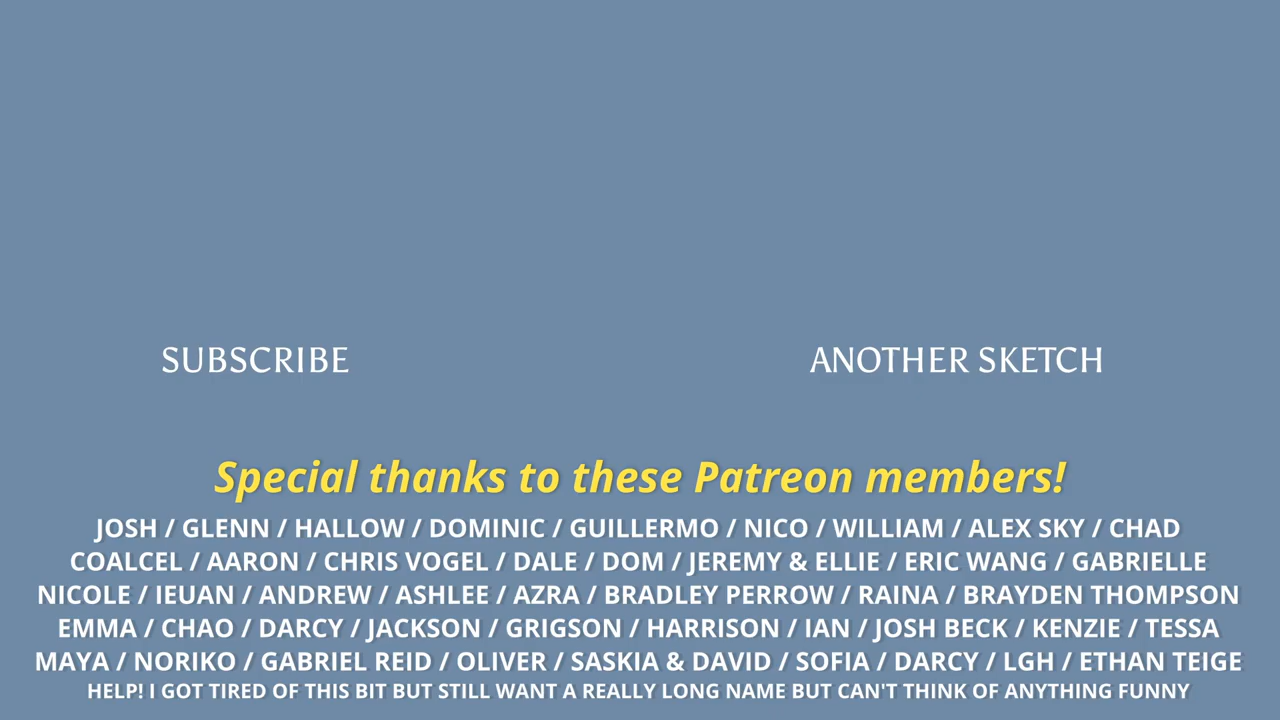 SUBSCRIBE
ANOTHER SKETCH
Special thanks to these Patreon members!
JOSH / GLENN / HALLOW / DOMINIC / GUILLERMO / NICO / WILLIAM / ALEX SKY / CHAD
COALCEL / AARON / CHRIS VOGEL / DALE / DOM / JEREMY & ELLIE / ERIC WANG / GABRIELLE
NICOLE / IEUAN / ANDREW / ASHLEE / AZRA / BRADLEY PERROW / RAINA / BRAYDEN THOMPSON
EMMA / CHAO / DARCY / JACKSON / GRIGSON / HARRISON / IAN / JOSH BECK / KENZIE / TESSA
MAYA / NORIKO / GABRIEL REID / OLIVER / SASKIA & DAVID / SOFIA / DARCY / LGH / ETHAN TEIGE
HELP! I GOT TIRED OF THIS BIT BUT STILL WANT A REALLY LONG NAME BUT CAN'T THINK OF ANYTHING FUNNY